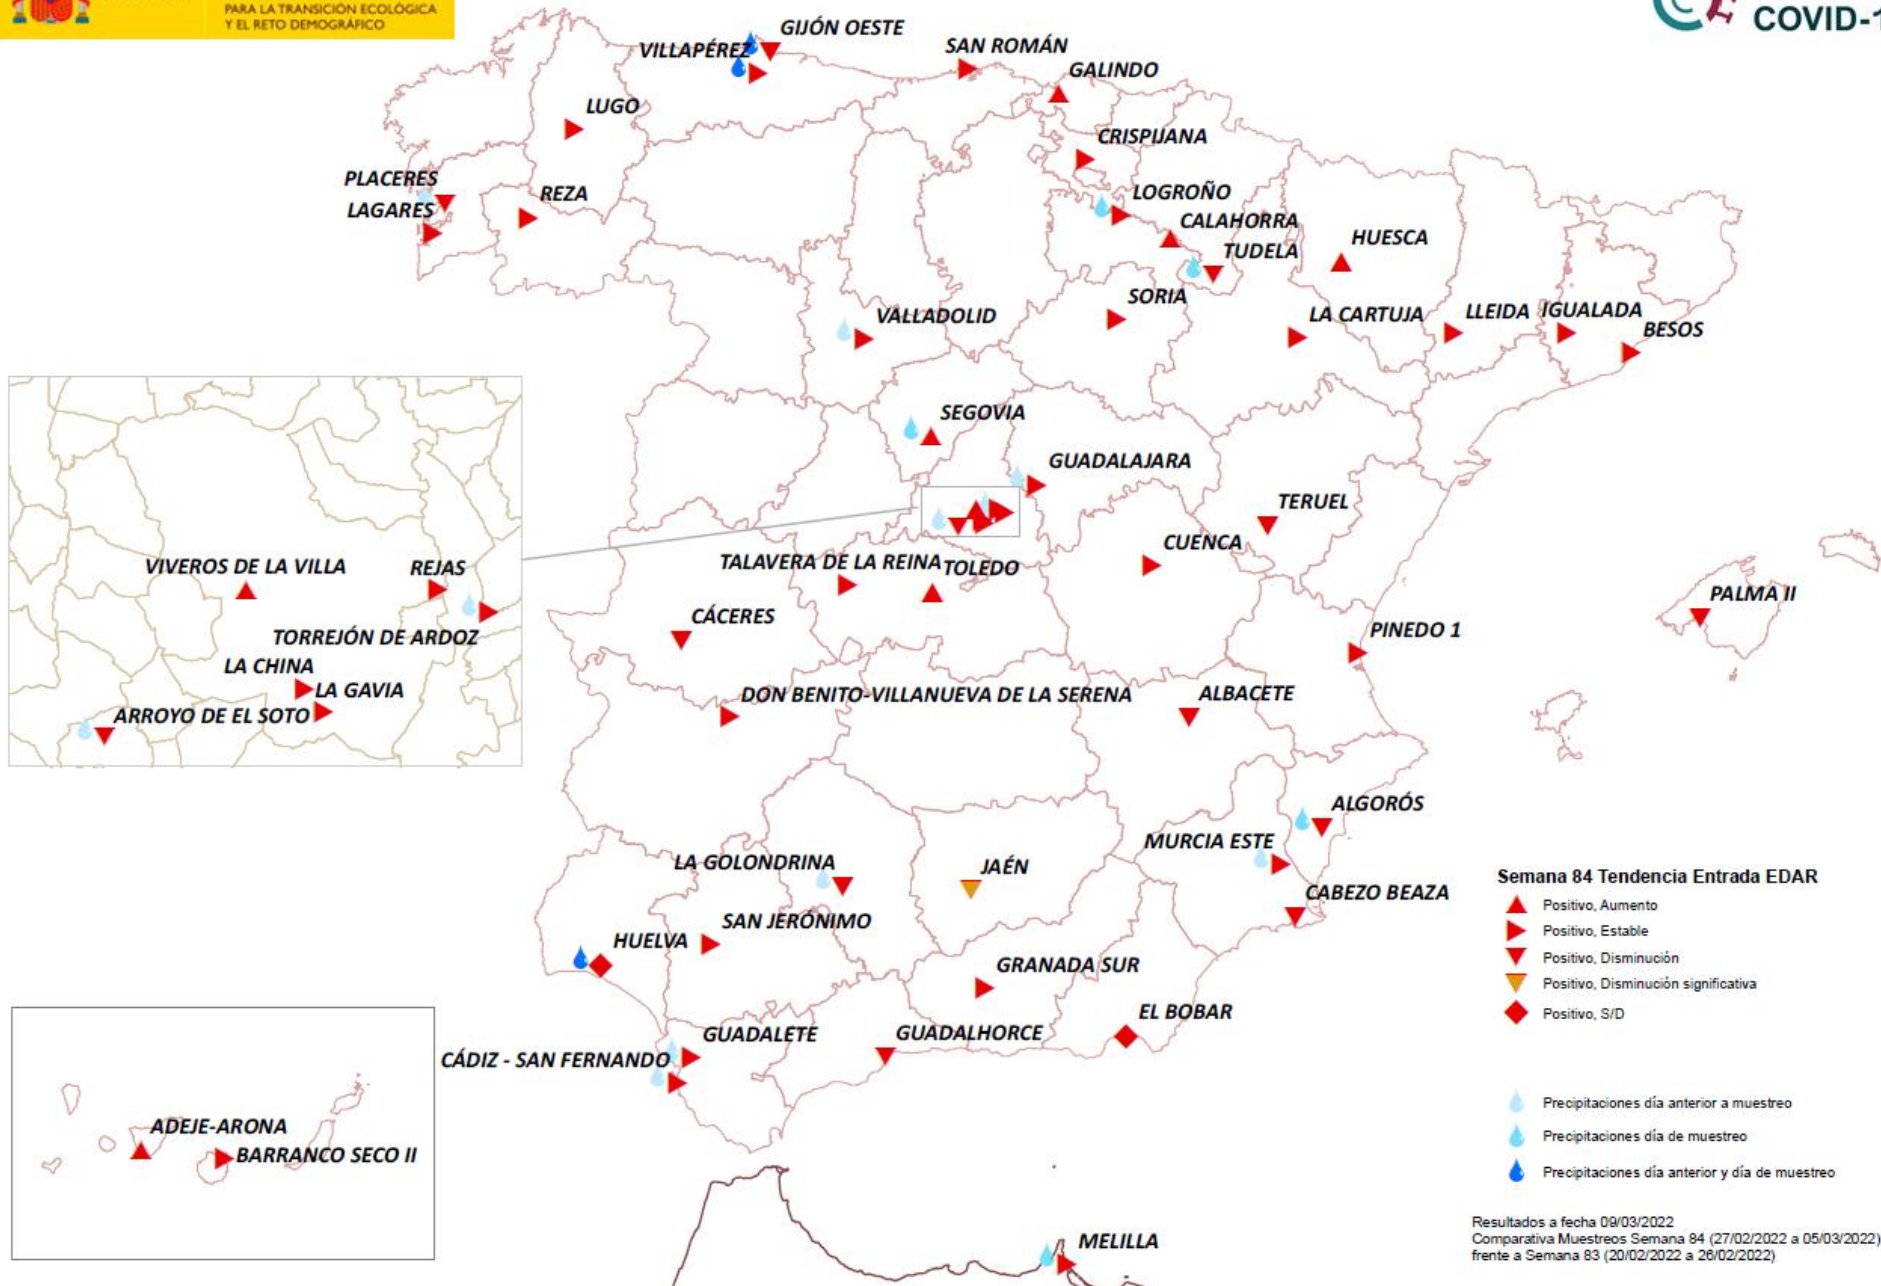 PARA LA TRANSICIÓN ECOLÓGICA
Y EL RETO DEMOGRÁFICO
COVID-1
GIJÓN OESTE
VILLAPÉREZ
SAN ROMÁN
GALINDO
LUGO
CRISPIJANA
PLACERES
REZA
LOGROÑO
LAGARES
CALAHORRA
HUESCA
TUDELA
SORIA
VALLADOLID
LA CARTUJA
LLEIDA
IGUALADA
BESOS
SEGOVIA
GUADALAJARA
TERUEL
CUENCA
TALAVERA DE LA REINA
TOLEDO
VIVEROS DE LA VILLA
REJAS
TORREJÓN DE ARDOZ
LA CHINA
LA GAVIA
ARROYO DE EL SOTO
CÁCERES
PALMA II
PINEDO 1
DON BENITO-VILLANUEVA DE LA SERENA
ALBACETE
ALGORÓS
MURCIA ESTE
LA GOLONDRINA
JAÉN
CABEZO BEAZA
SAN JERÓNIMO
HUELVA
GRANADA SUR
EL BOBAR
GUADALETE
GUADALHORCE
CÁDIZ - SAN FERNANDO
ADEJE-ARONA
BARRANCO SECO II
MELILLA
Semana 84 Tendencia Entrada EDAR
Positivo, Aumento
Positivo, Estable
Positivo, Disminución
Positivo, Disminución significativa
Positivo, S/D
Precipitaciones día anterior a muestreo
Precipitaciones día de muestreo
Precipitaciones día anterior y día de muestreo
Resultados a fecha 09/03/2022
Comparativa Muestreos Semana 84 (27/02/2022 a 05/03/2022)
frente a Semana 83 (20/02/2022 a 26/02/2022)